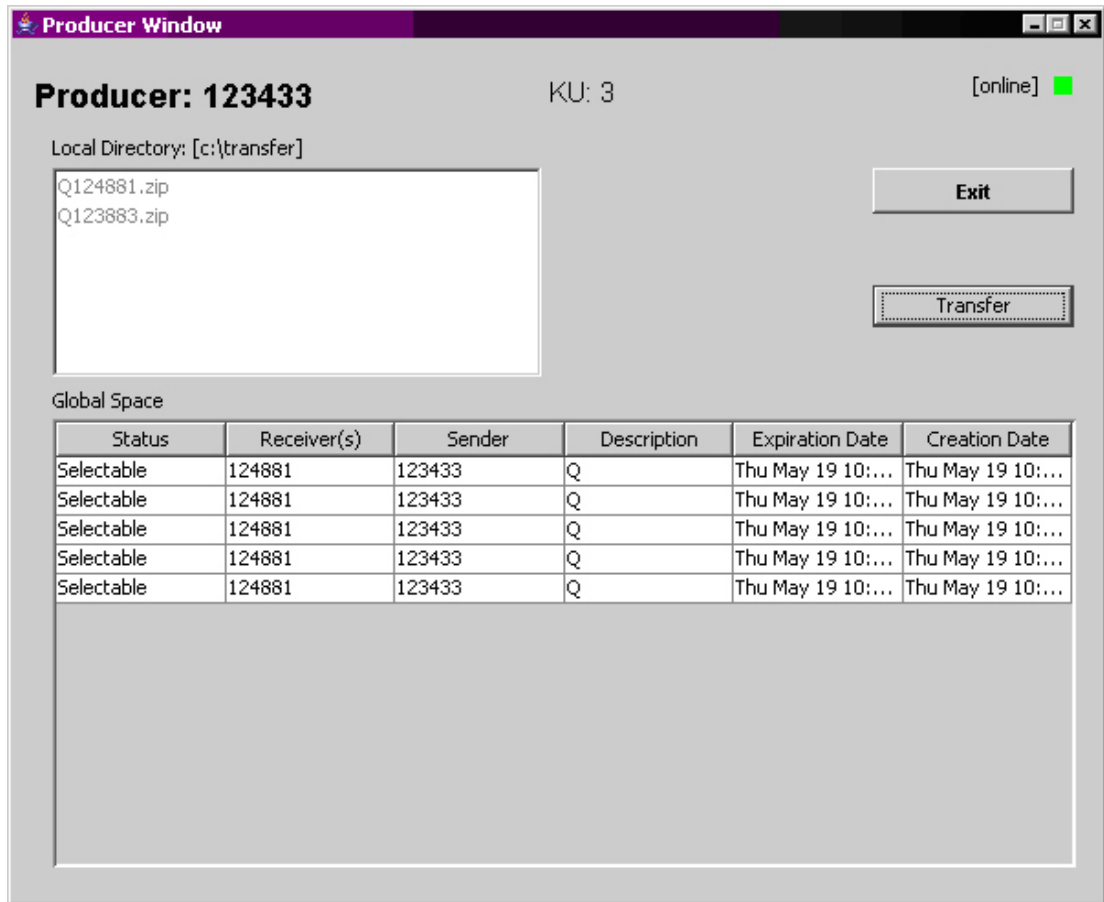 Producer Window
Producer: 123433 KU: 3 [online]
Local Directory: [c:\transfer]
Q124881.zip
Q123883.zip
Exit
Transfer
Global Space
Status Receiver(s) Sender Description Expiration Date Creation Date
Selectable 124881 123433 Q Thu May 19 10:... Thu May 19 10:...
Selectable 124881 123433 Q Thu May 19 10:... Thu May 19 10:...
Selectable 124881 123433 Q Thu May 19 10:... Thu May 19 10:...
Selectable 124881 123433 Q Thu May 19 10:... Thu May 19 10:...
Selectable 124881 123433 Q Thu May 19 10:... Thu May 19 10:...